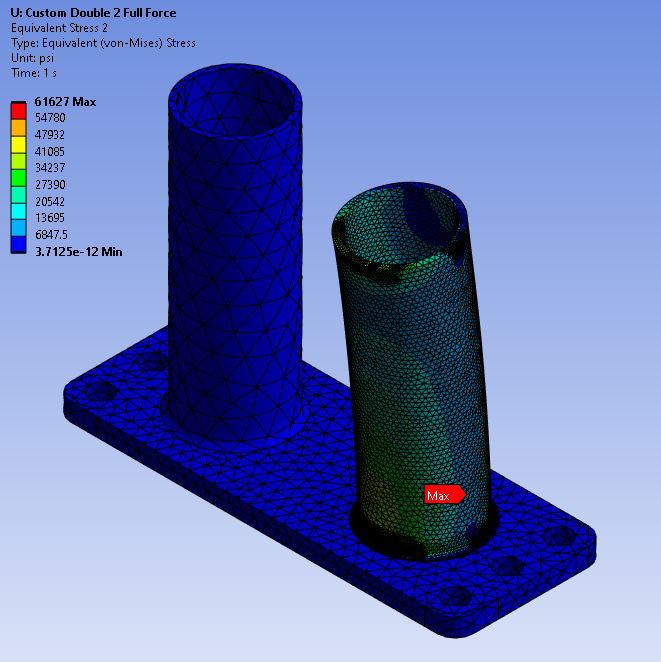 U: Custom Double 2 Full Force
Equivalent Stress 2
Type: Equivalent (von-Mises) Stress
Unit: psi
Time: 1 s
61627 Max
54780
47932
41085
34237
27390
20542
13695
6847.5
3.7125e-12 Min
Max